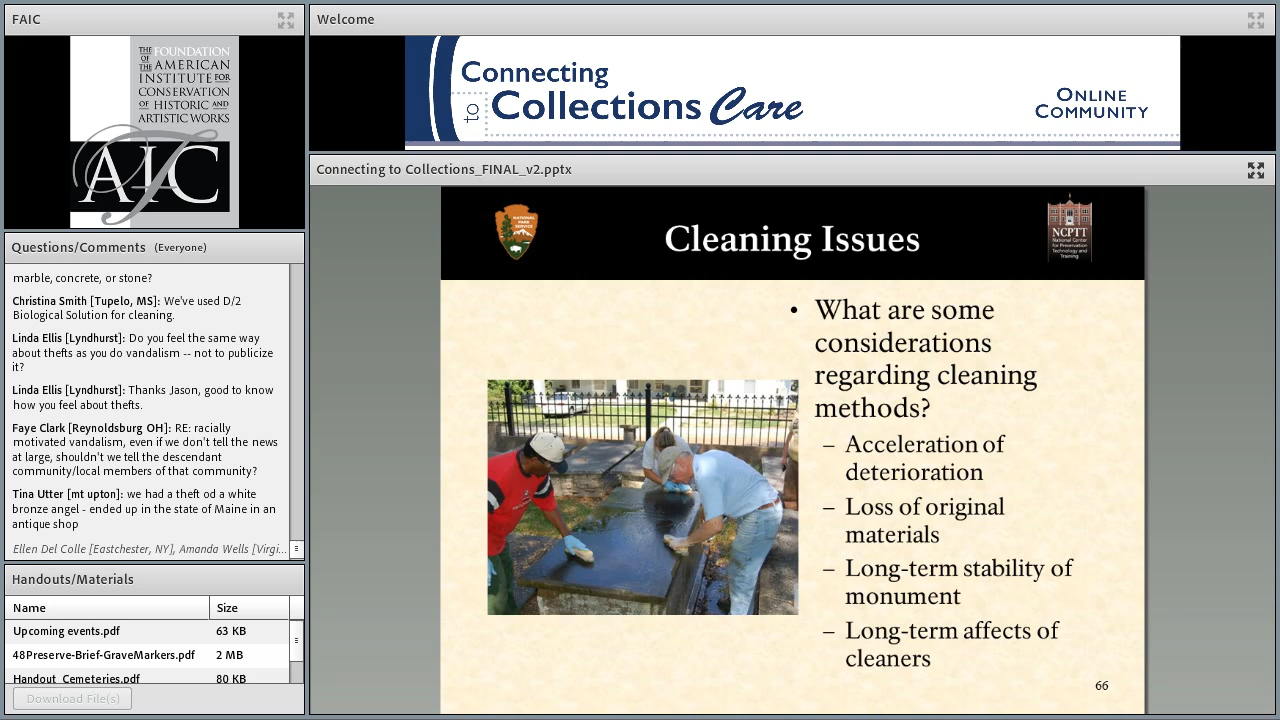 FAIC
THE FOUNDATION
OF THE AMERICAN
INSTITUTE FOR
CONSERVATION
OF HISTORIC AND
ARTISTIC WORKS
FAIC
Questions/Comments (Everyone)
marble, concrete, or stone?
Christina Smith [Tupelo, MS]: We've used D/2
Biological Solution for cleaning.
Linda Ellis [Lyndhurst]: Do you feel the same way
about thefts as you do vandalism -- not to publicize
it?
Linda Ellis [Lyndhurst]: Thanks Jason, good to know
how you feel about thefts.
Faye Clark [Reynoldsburg OH]: RE: racially
motivated vandalism, even if we don't tell the news
at large, shouldn't we tell the descendant
community/local members of that community?
Tina Utter [mt upton]: we had a theft od a white
bronze angel - ended up in the state of Maine in an
antique shop
Ellen Del Colle [Eastchester, NY], Amanda Wells [Virgi...
Handouts/Materials
Name Size
Upcoming events.pdf 63 KB
48Preserve-Brief-GraveMarkers.pdf 2 MB
Handout_Cemeteries.pdf 80 KB
Download File(s)
Welcome
Connecting
to Collections Care
ONLINE
COMMUNITY
Connecting to Collections_FINAL_v2.pptx
NATIONAL
PARK
SERVICE
Cleaning Issues
NCPTT
National Center
for Preservation
Technology and
Training
• What are some
considerations
regarding cleaning
methods?
– Acceleration of
deterioration
– Loss of original
materials
– Long-term stability of
monument
– Long-term affects of
cleaners
66